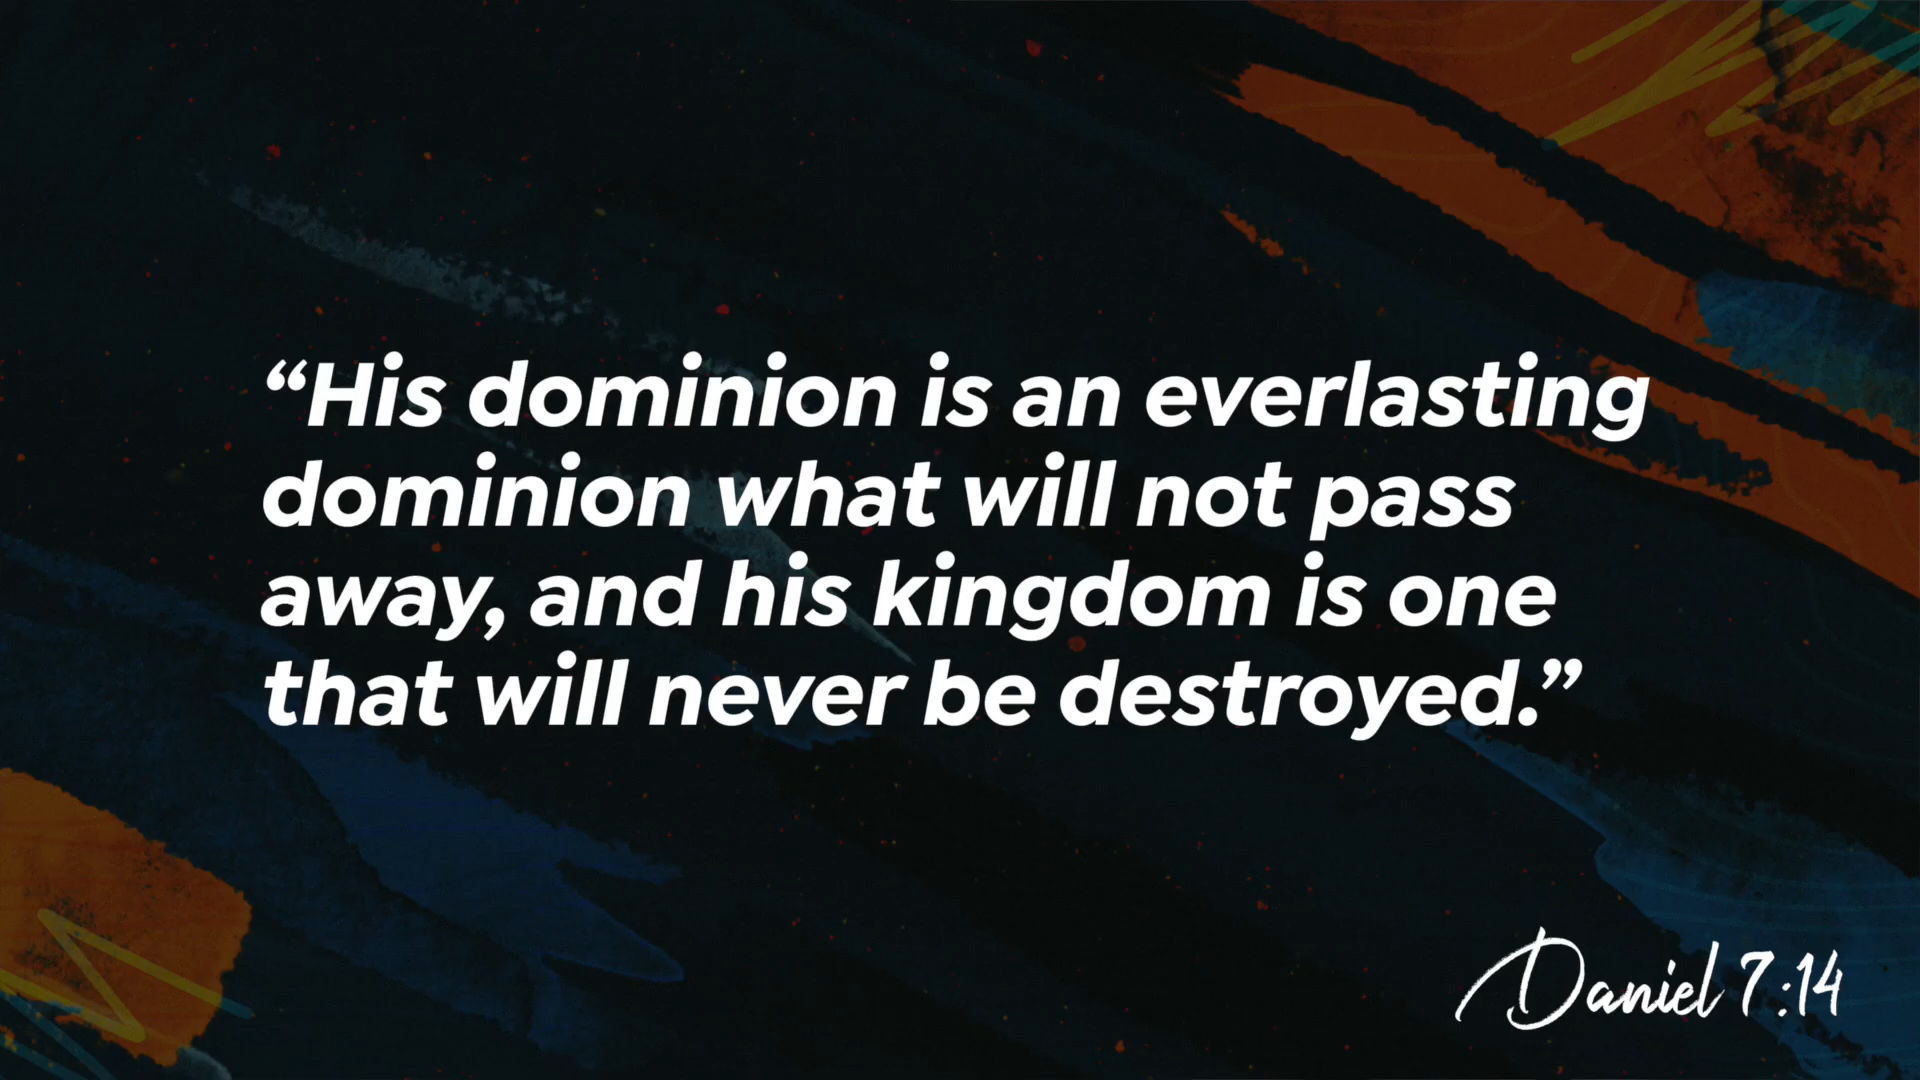 “His dominion is an everlasting
dominion what will not pass
away, and his kingdom is one
that will never be destroyed.”
Daniel 7:14